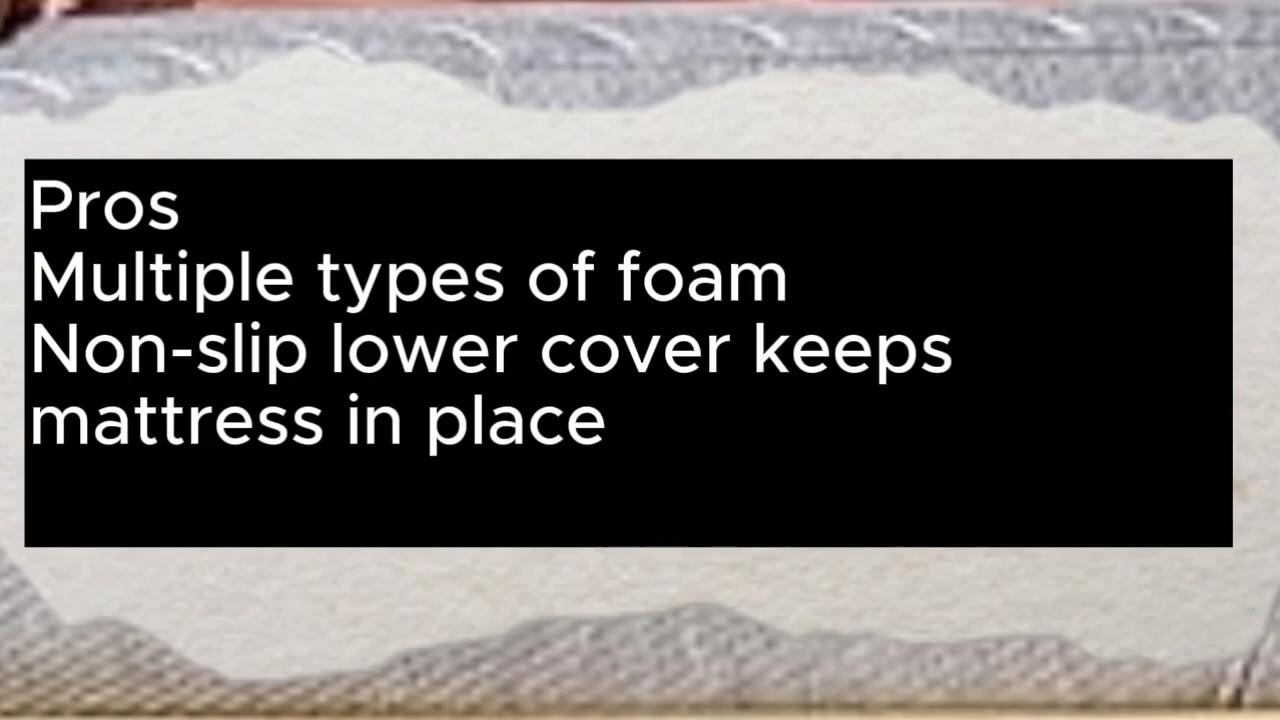 Pros
Multiple types of foam
Non-slip lower cover keeps
mattress in place